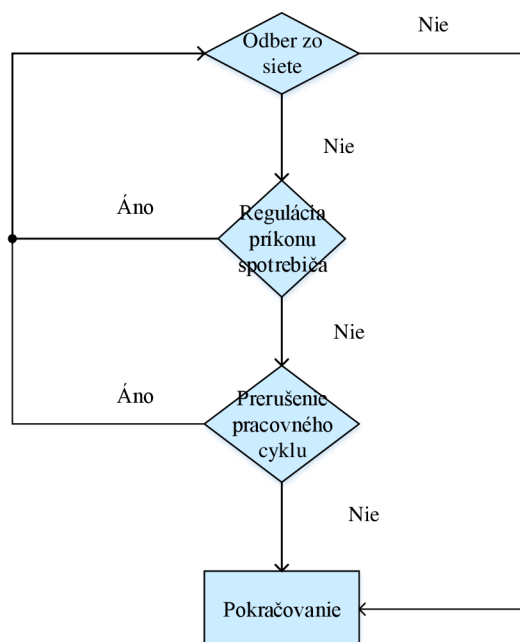 Nie
Odber zo
siete
Nie
Áno
Regulácia
príkonu
spotrebiča
Nie
Áno
Prerušenie
pracovného
cyklu
Nie
Pokračovanie